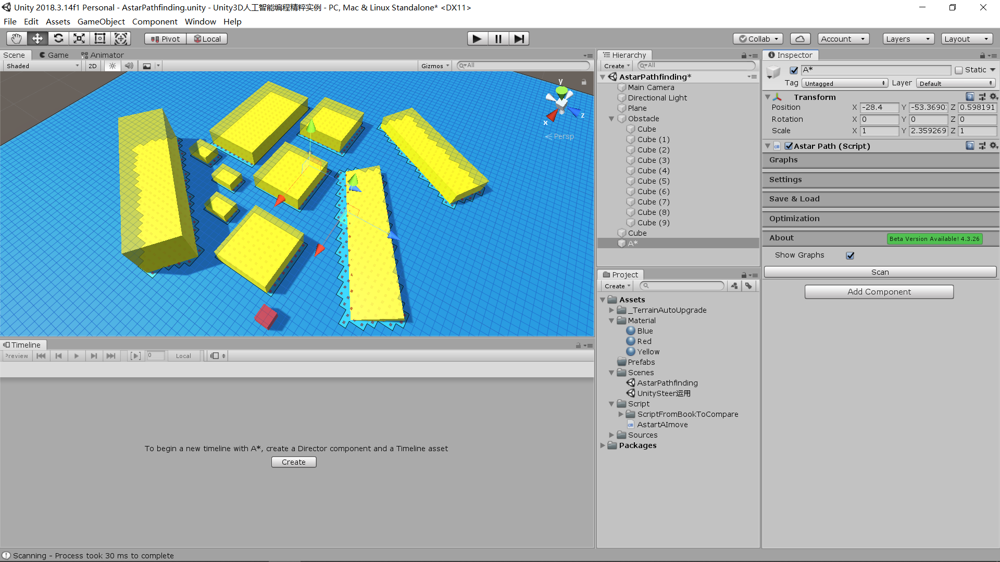 Unity 2018.3.14f1 Personal - AstarPathfinding.unity - Unity3D人工智能编程精粹实例 - PC, Mac & Linux Standalone* <DX11>
File Edit Assets GameObject Component Window Help
Pivot Local Collab Account Layers Layout
Scene Game Animator
Shaded 2D Gizmos All
y
x
z
Persp
Timeline
Preview 0 Local
To begin a new timeline with A*, create a Director component and a Timeline asset
Create
Hierarchy
Create All
AstarPathfinding*
Main Camera
Directional Light
Plane
Obstacle
Cube
Cube (1)
Cube (2)
Cube (3)
Cube (4)
Cube (5)
Cube (6)
Cube (7)
Cube (8)
Cube (9)
Cube
A*
Project
Create
Assets
_TerrainAutoUpgrade
Material
Blue
Red
Yellow
Prefabs
Scenes
AstarPathfinding
UnitySteer运用
Script
ScriptFromBookToCompare
AstartAImove
Sources
Packages
Inspector
A* Static
Tag Untagged Layer Default
Transform
Position X -28.4 Y -53.3690 Z 0.598191
Rotation X 0 Y 0 Z 0
Scale X 1 Y 2.359269 Z 1
Astar Path (Script)
Graphs
Settings
Save & Load
Optimization
About Beta Version Available! 4.3.26
Show Graphs
Scan
Add Component
Scanning - Process took 30 ms to complete